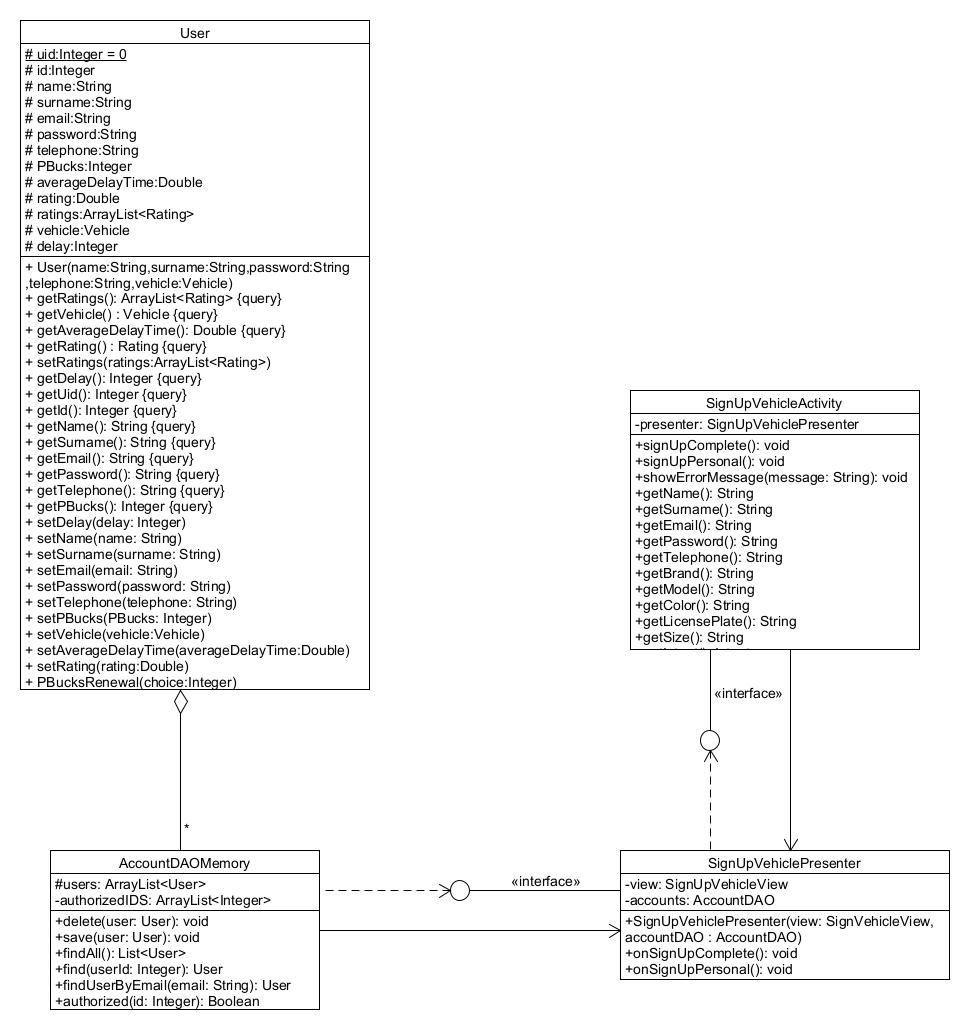 User
# uid:Integer = 0
# id:Integer
# name:String
# surname:String
# email:String
# password:String
# telephone:String
# PBucks:Integer
# averageDelayTime:Double
# rating:Double
# ratings:ArrayList<Rating>
# vehicle:Vehicle
# delay:Integer
+ User(name:String,surname:String,password:String
,telephone:String,vehicle:Vehicle)
+ getRatings(): ArrayList<Rating> {query}
+ getVehicle() : Vehicle {query}
+ getAverageDelayTime(): Double {query}
+ getRating() : Rating {query}
+ setRatings(ratings:ArrayList<Rating>)
+ getDelay(): Integer {query}
+ getUid(): Integer {query}
+ getId(): Integer {query}
+ getName(): String {query}
+ getSurname(): String {query}
+ getEmail(): String {query}
+ getPassword(): String {query}
+ getTelephone(): String {query}
+ getPBucks(): Integer {query}
+ setDelay(delay: Integer)
+ setName(name: String)
+ setSurname(surname: String)
+ setEmail(email: String)
+ setPassword(password: String)
+ setTelephone(telephone: String)
+ setPBucks(PBucks: Integer)
+ setVehicle(vehicle:Vehicle)
+ setAverageDelayTime(averageDelayTime:Double)
+ setRating(rating:Double)
+ PBucksRenewal(choice:Integer)
SignUpVehicleActivity
-presenter: SignUpVehiclePresenter
+signUpComplete(): void
+signUpPersonal(): void
+showErrorMessage(message: String): void
+getName(): String
+getSurname(): String
+getEmail(): String
+getPassword(): String
+getTelephone(): String
+getBrand(): String
+getModel(): String
+getColor(): String
+getLicensePlate(): String
+getSize(): String
«interface»
*
AccountDAOMemory
#users: ArrayList<User>
-authorizedIDS: ArrayList<Integer>
+delete(user: User): void
+save(user: User): void
+findAll(): List<User>
+find(userId: Integer): User
+findUserByEmail(email: String): User
+authorized(id: Integer): Boolean
«interface»
SignUpVehiclePresenter
-view: SignUpVehicleView
-accounts: AccountDAO
+SignUpVehiclePresenter(view: SignVehicleView,
accountDAO : AccountDAO)
+onSignUpComplete(): void
+onSignUpPersonal(): void